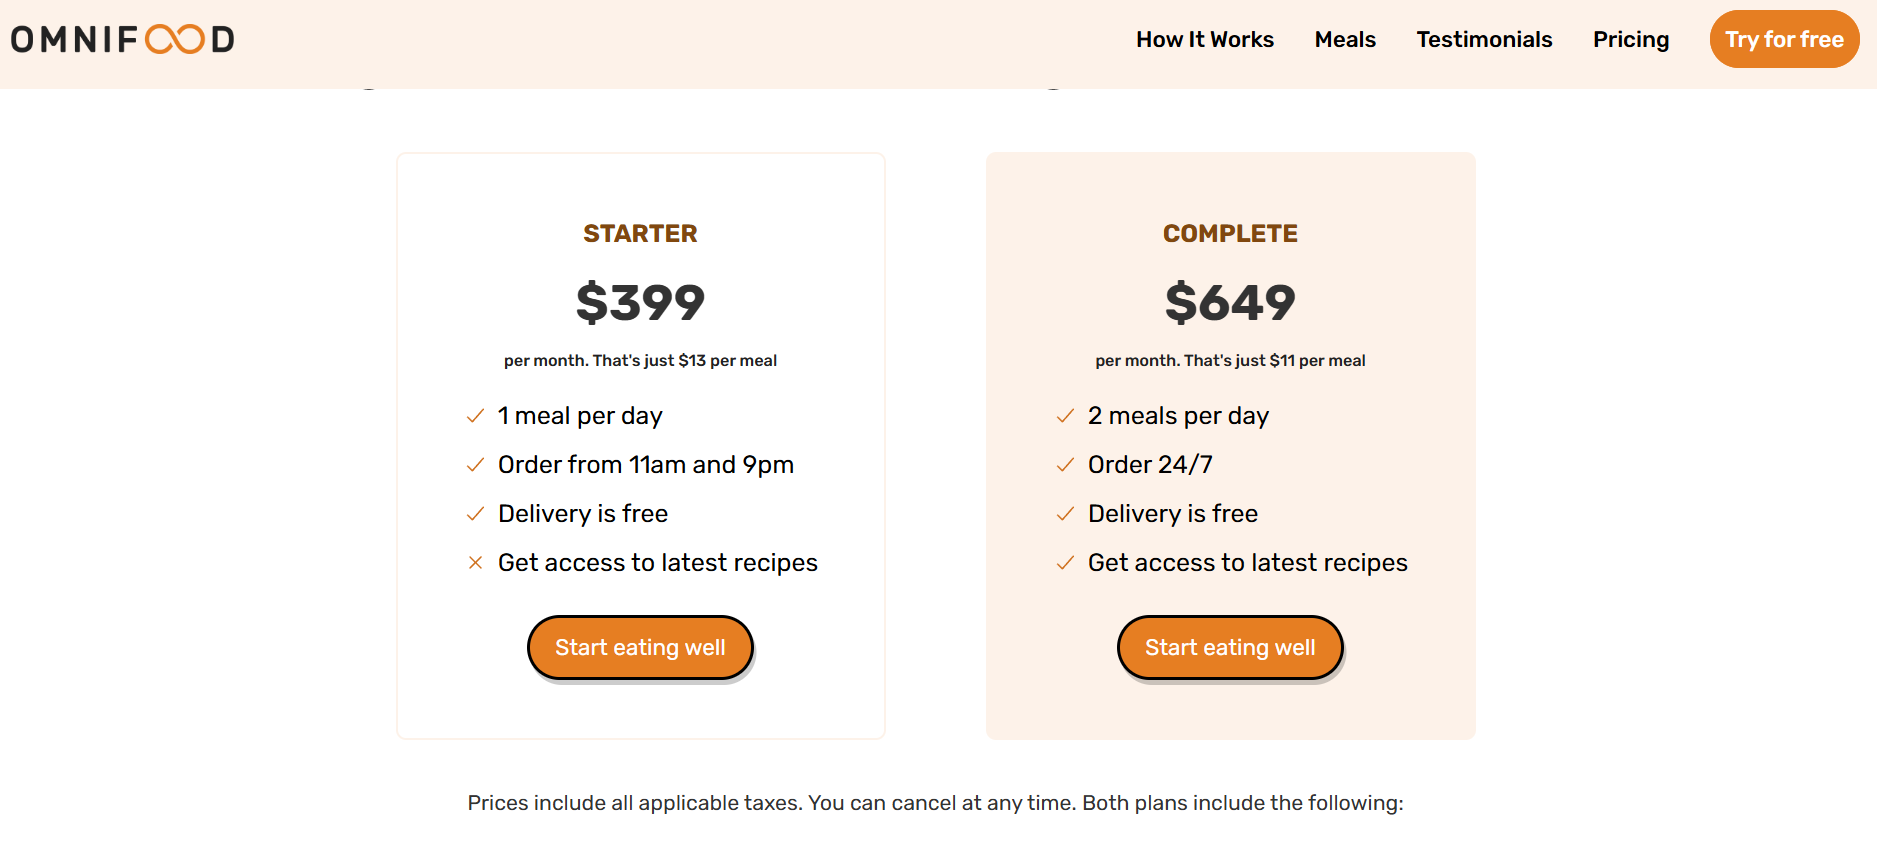 OMNIFOOD
How It Works
Meals
Testimonials
Pricing
Try for free
STARTER
$399
per month. That's just $13 per meal
1 meal per day
Order from 11am and 9pm
Delivery is free
Get access to latest recipes
Start eating well
COMPLETE
$649
per month. That's just $11 per meal
2 meals per day
Order 24/7
Delivery is free
Get access to latest recipes
Start eating well
Prices include all applicable taxes. You can cancel at any time. Both plans include the following: